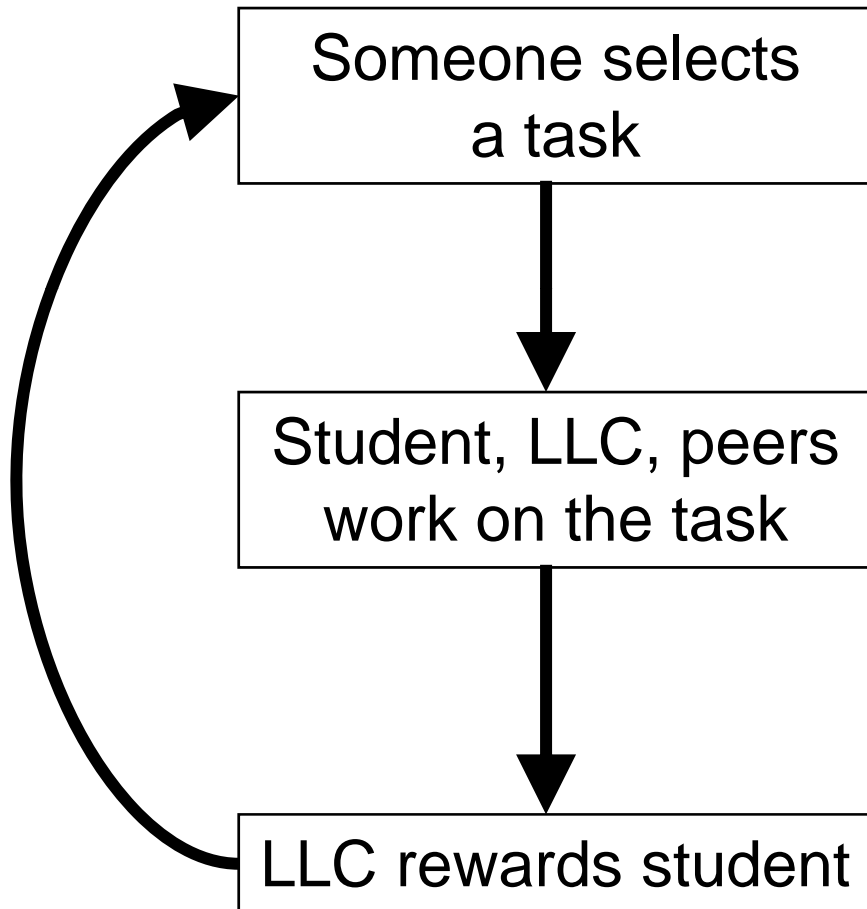 Someone selects
a task
Student, LLC, peers
work on the task
LLC rewards student